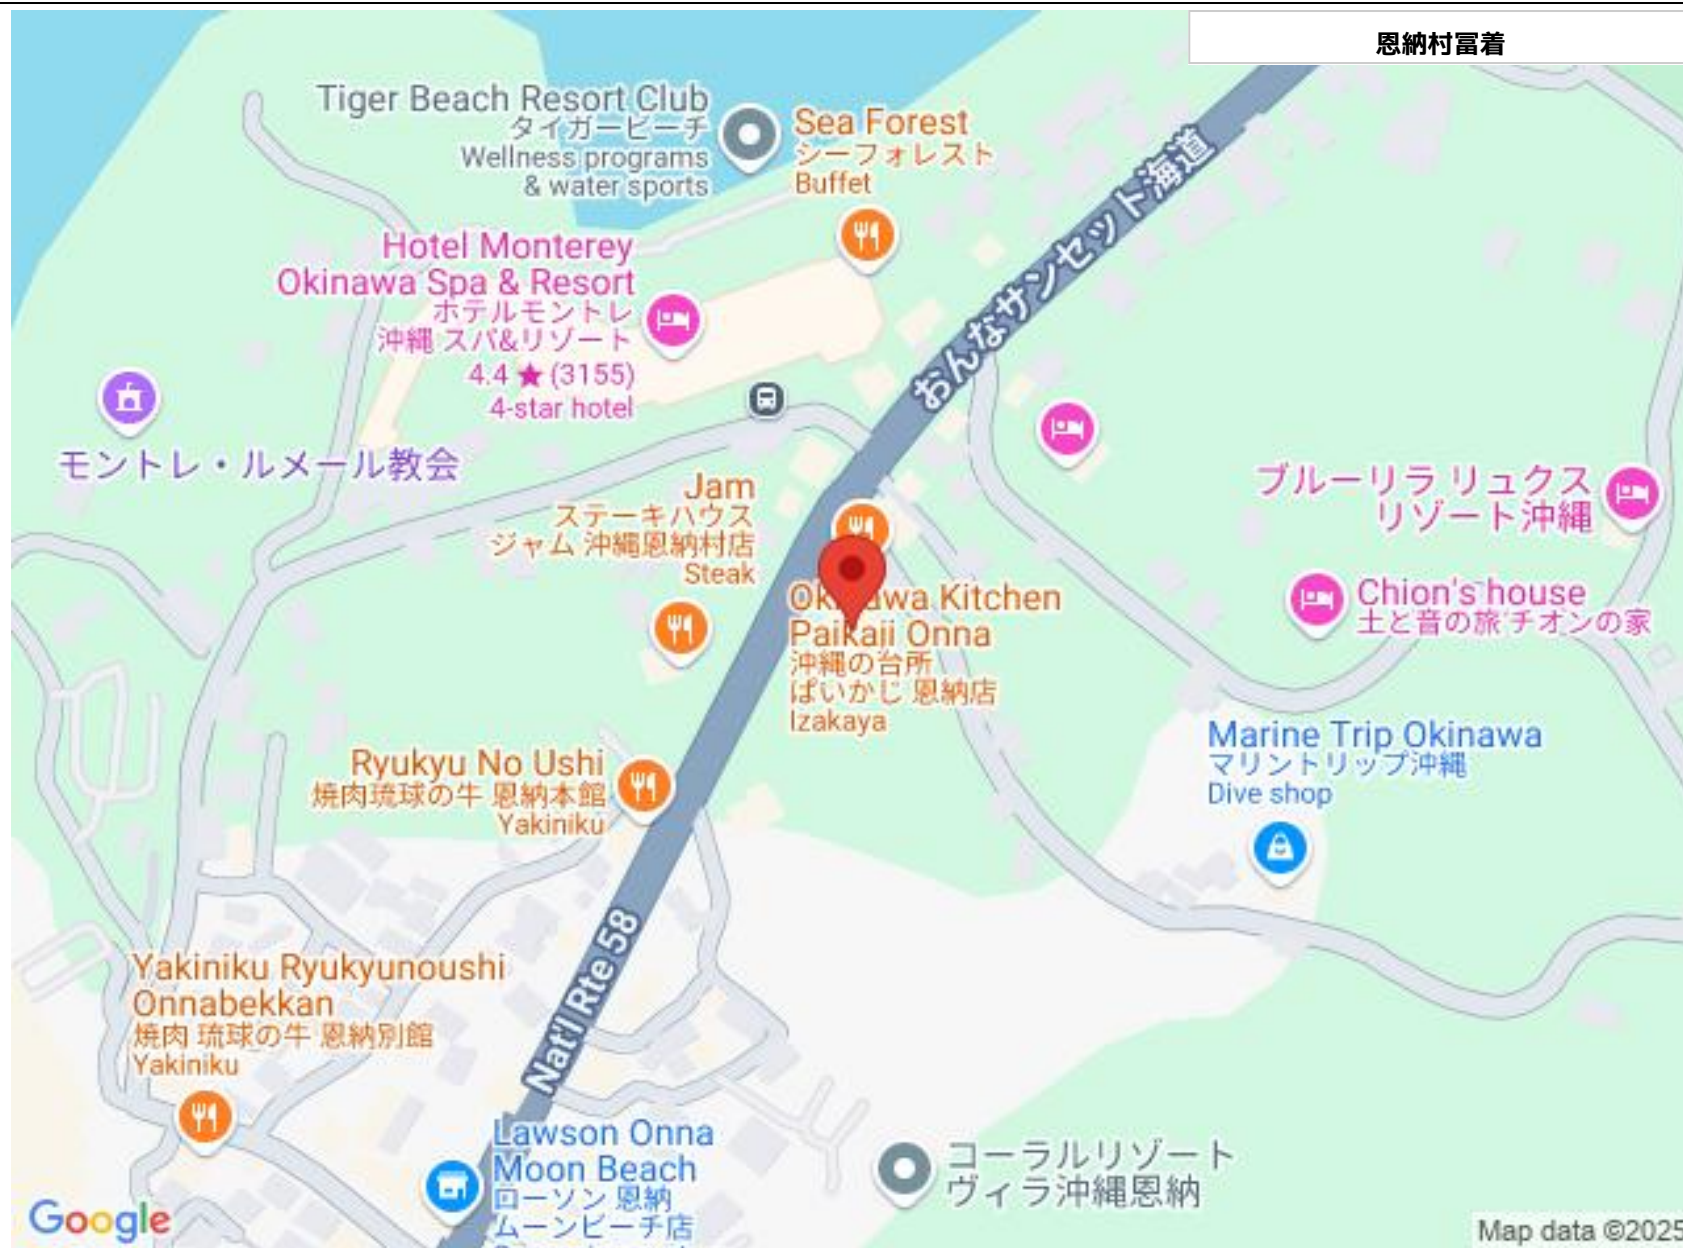 恩納村冨着
Tiger Beach Resort Club
タイガービーチ
Wellness programs
& water sports
Sea Forest
シーフォレスト
Buffet
おんなサンセット海道
Hotel Monterey
Okinawa Spa & Resort
ホテルモントレ
沖縄 スパ&リゾート
4.4 ★ (3155)
4-star hotel
モントレ・ルメール教会
Jam
ステーキハウス
ジャム 沖縄恩納村店
Steak
ブルーリラ リュクス
リゾート沖縄
Chion's house
土と音の旅 チオンの家
Kitchen
Paikaji Onna
沖縄の台所
ぱいかじ 恩納店
Izakaya
Marine Trip Okinawa
マリントリップ沖縄
Dive shop
Ryukyu No Ushi
焼肉琉球の牛 恩納本館
Yakiniku
Nat'l Rte 58
Yakiniku Ryukyunoushi
Onnabekkan
焼肉 琉球の牛 恩納別館
Yakiniku
Lawson Onna
Moon Beach
ローソン 恩納
ムーンビーチ店
コーラルリゾート
ヴィラ沖縄恩納
Google
Map data ©2025